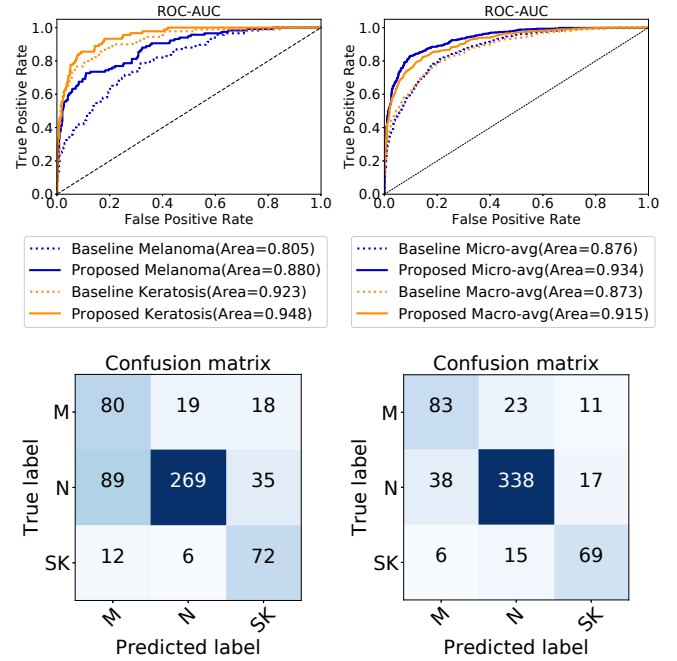 ROC-AUC
1.0
0.8
0.6
0.4
0.2
0.0
True Positive Rate
0.0 0.2 0.4 0.6 0.8 1.0
False Positive Rate
Baseline Melanoma(Area=0.805)
Proposed Melanoma(Area=0.880)
Baseline Keratosis(Area=0.923)
Proposed Keratosis(Area=0.948)
ROC-AUC
1.0
0.8
0.6
0.4
0.2
0.0
True Positive Rate
0.0 0.2 0.4 0.6 0.8 1.0
False Positive Rate
Baseline Micro-avg(Area=0.876)
Proposed Micro-avg(Area=0.934)
Baseline Macro-avg(Area=0.873)
Proposed Macro-avg(Area=0.915)
Confusion matrix
True label
M 80 19 18
N 89 269 35
SK 12 6 72
M N SK
Predicted label
Confusion matrix
True label
M 83 23 11
N 38 338 17
SK 6 15 69
M N SK
Predicted label